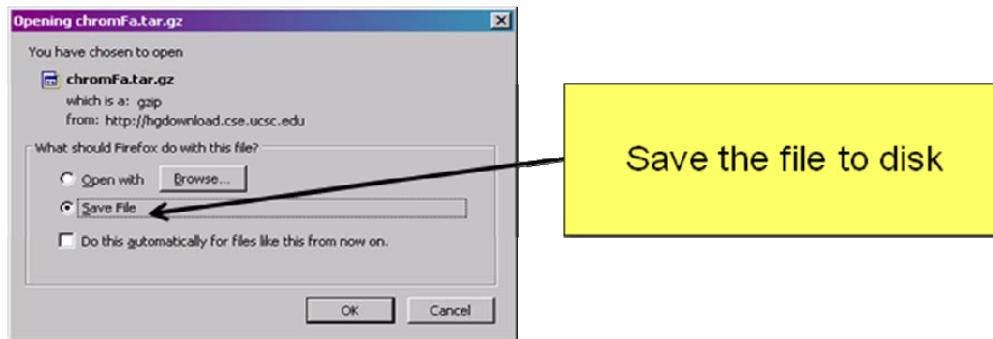 Opening chromFa.tar.gz
You have chosen to open
chromFa.tar.gz
which is a: gzip
from: http://hgdownload.cse.ucsc.edu
What should Firefox do with this file?
Open with Browse...
Save File
Do this automatically for files like this from now on.
OK Cancel
Save the file to disk